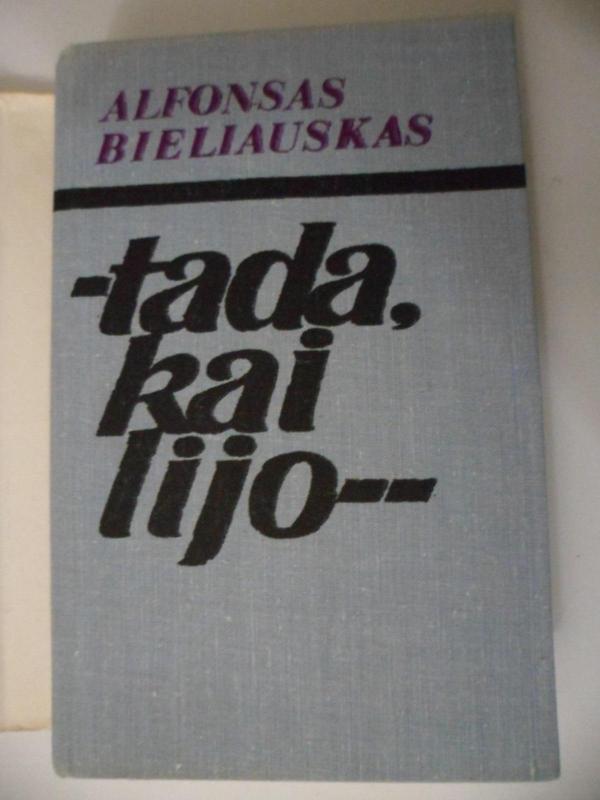 ALFONSAS
BIELIAUSKAS
-tada,
kai
lijo--